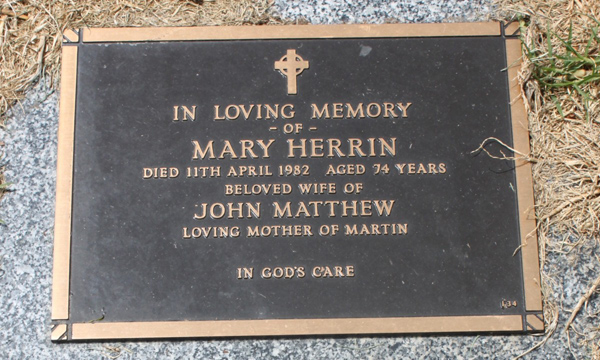 IN LOVING MEMORY
- OF -
MARY HERRIN
DIED 11TH APRIL 1982 AGED 74 YEARS
BELOVED WIFE OF
JOHN MATTHEW
LOVING MOTHER OF MARTIN
IN GOD'S CARE